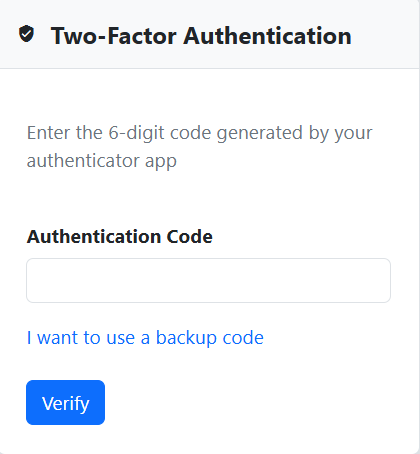 Two-Factor Authentication
Enter the 6-digit code generated by your
authenticator app
Authentication Code
I want to use a backup code
Verify